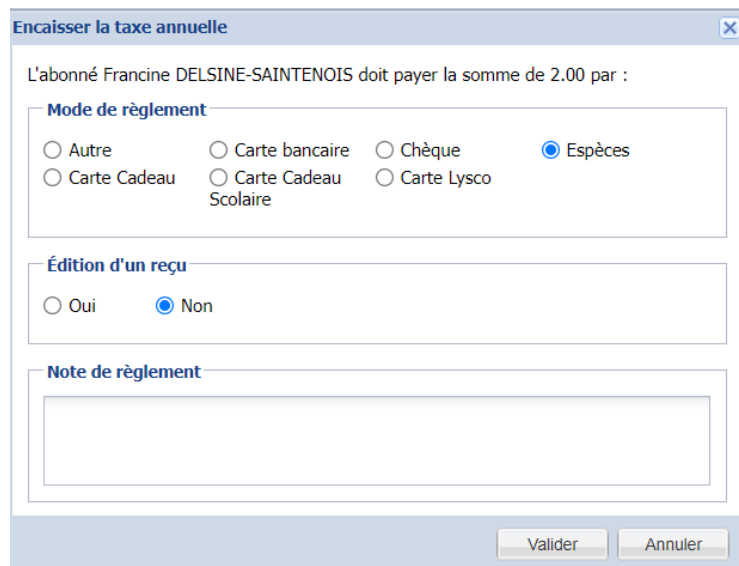 Encaisser la taxe annuelle
L'abonné Francine DELSINE-SAINTENOIS doit payer la somme de 2.00 par :
Mode de règlement
Autre Carte bancaire Chèque Espèces
Carte Cadeau Carte Cadeau Scolaire Carte Lysco
Édition d'un reçu
Oui Non
Note de règlement
Valider Annuler